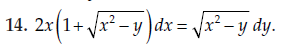 14. 2x(1+√(x² − y))dx = √(x² − y) dy.